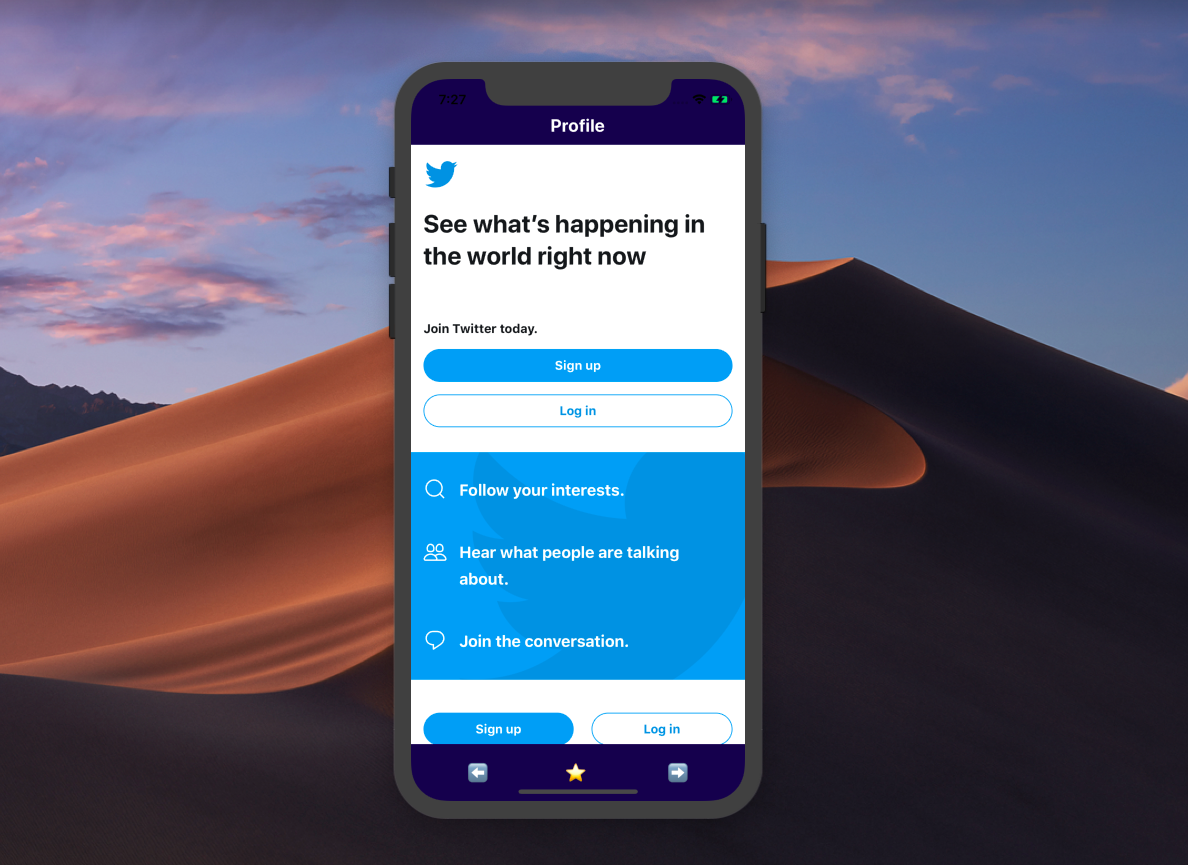 7:27
Profile
See what’s happening in
the world right now
Join Twitter today.
Sign up
Log in
Follow your interests.
Hear what people are talking
about.
Join the conversation.
Sign up
Log in